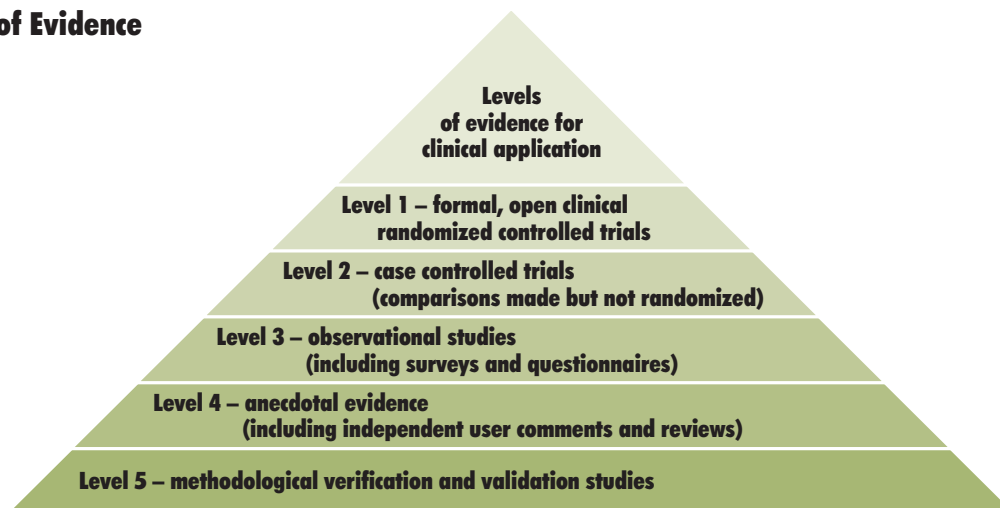 of Evidence
Levels
of evidence for
clinical application
Level 1 – formal, open clinical
randomized controlled trials
Level 2 – case controlled trials
(comparisons made but not randomized)
Level 3 – observational studies
(including surveys and questionnaires)
Level 4 – anecdotal evidence
(including independent user comments and reviews)
Level 5 – methodological verification and validation studies